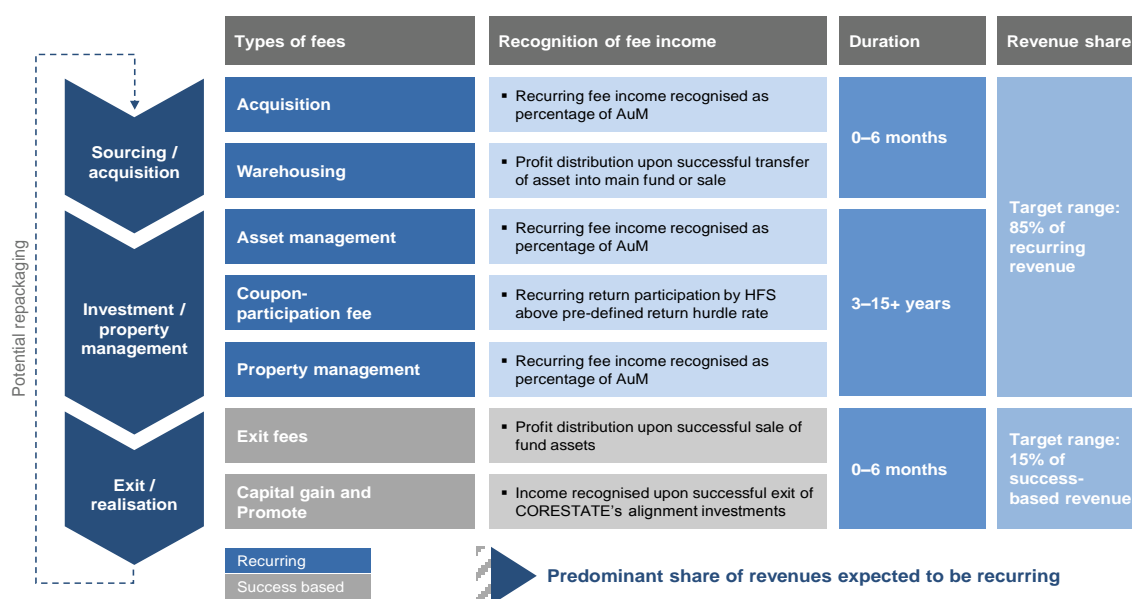 Types of fees
Recognition of fee income
Duration
Revenue share
Potential repackaging
Sourcing /
acquisition
Acquisition
▪ Recurring fee income recognised as
percentage of AuM
Warehousing
▪ Profit distribution upon successful transfer
of asset into main fund or sale
0–6 months
Investment /
property
management
Asset management
▪ Recurring fee income recognised as
percentage of AuM
Coupon-
participation fee
▪ Recurring return participation by HFS
above pre-defined return hurdle rate
Property management
▪ Recurring fee income recognised as
percentage of AuM
3–15+ years
Target range:
85% of
recurring
revenue
Exit /
realisation
Exit fees
▪ Profit distribution upon successful sale of
fund assets
Capital gain and
Promote
▪ Income recognised upon successful exit of
CORESTATE's alignment investments
0–6 months
Target range:
15% of
success-
based revenue
Recurring
Success based
Predominant share of revenues expected to be recurring